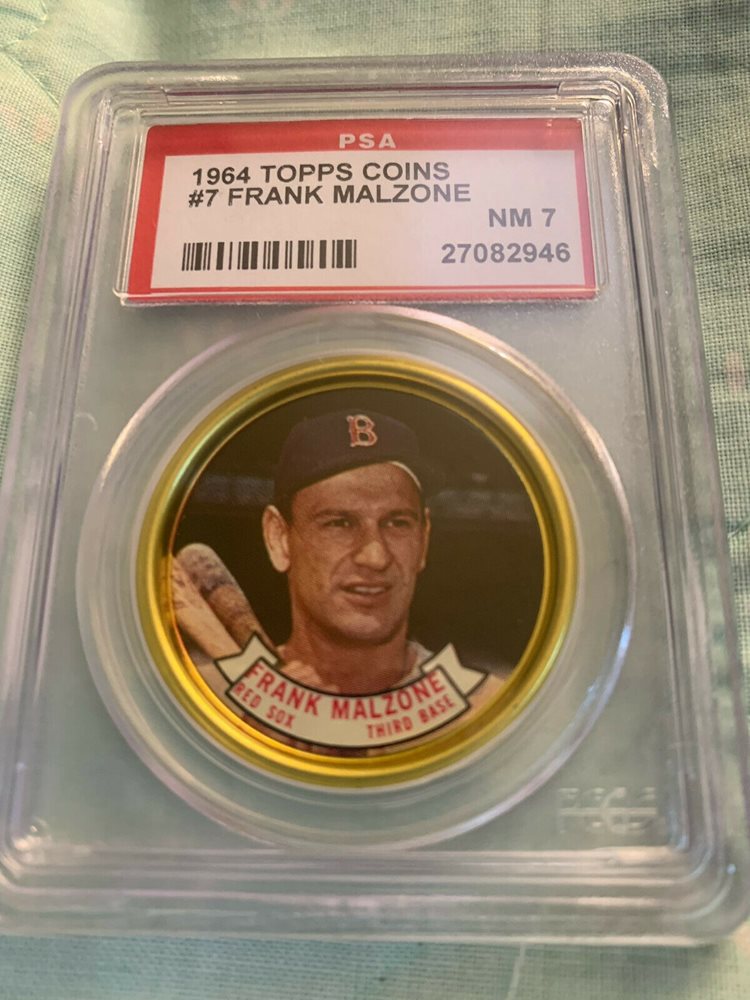 PSA
1964 TOPPS COINS
#7 FRANK MALZONE
NM 7
27082946
B
FRANK MALZONE
RED SOX THIRD BASE